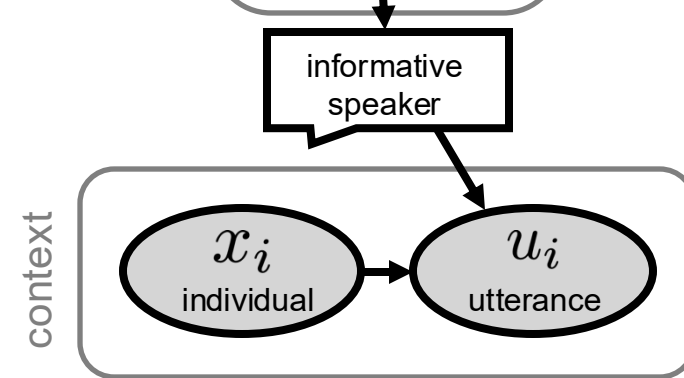 informative
speaker
context
x_i
individual
u_i
utterance